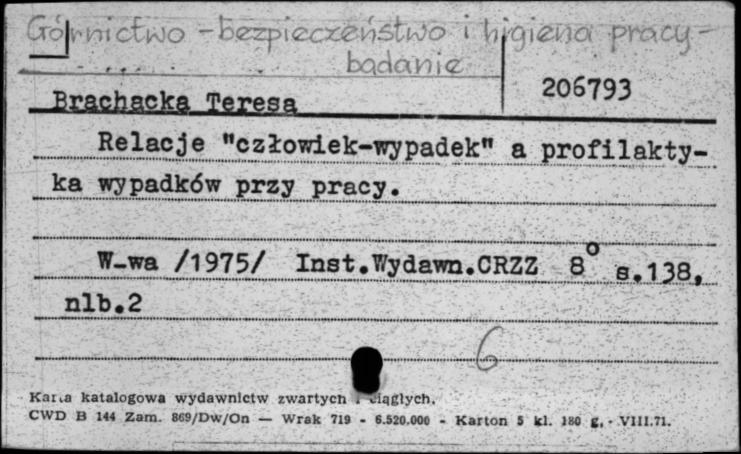 Górnictwo - bezpieczeństwo i higiena pracy -
badanie
206793
Brachacka Teresa
Relacje "człowiek-wypadek" a profilakty-
ka wypadków przy pracy.
W-wa /1975/ Inst.Wydawn.CRZZ 8° s.138,
nlb.2
6
Karta katalogowa wydawnictw zwartych i ciągłych.
CWD B 144 Zam. 869/Dw/On — Wrak 719 - 6.520.000 - Karton 5 kl. 180 g. - VIII.71.